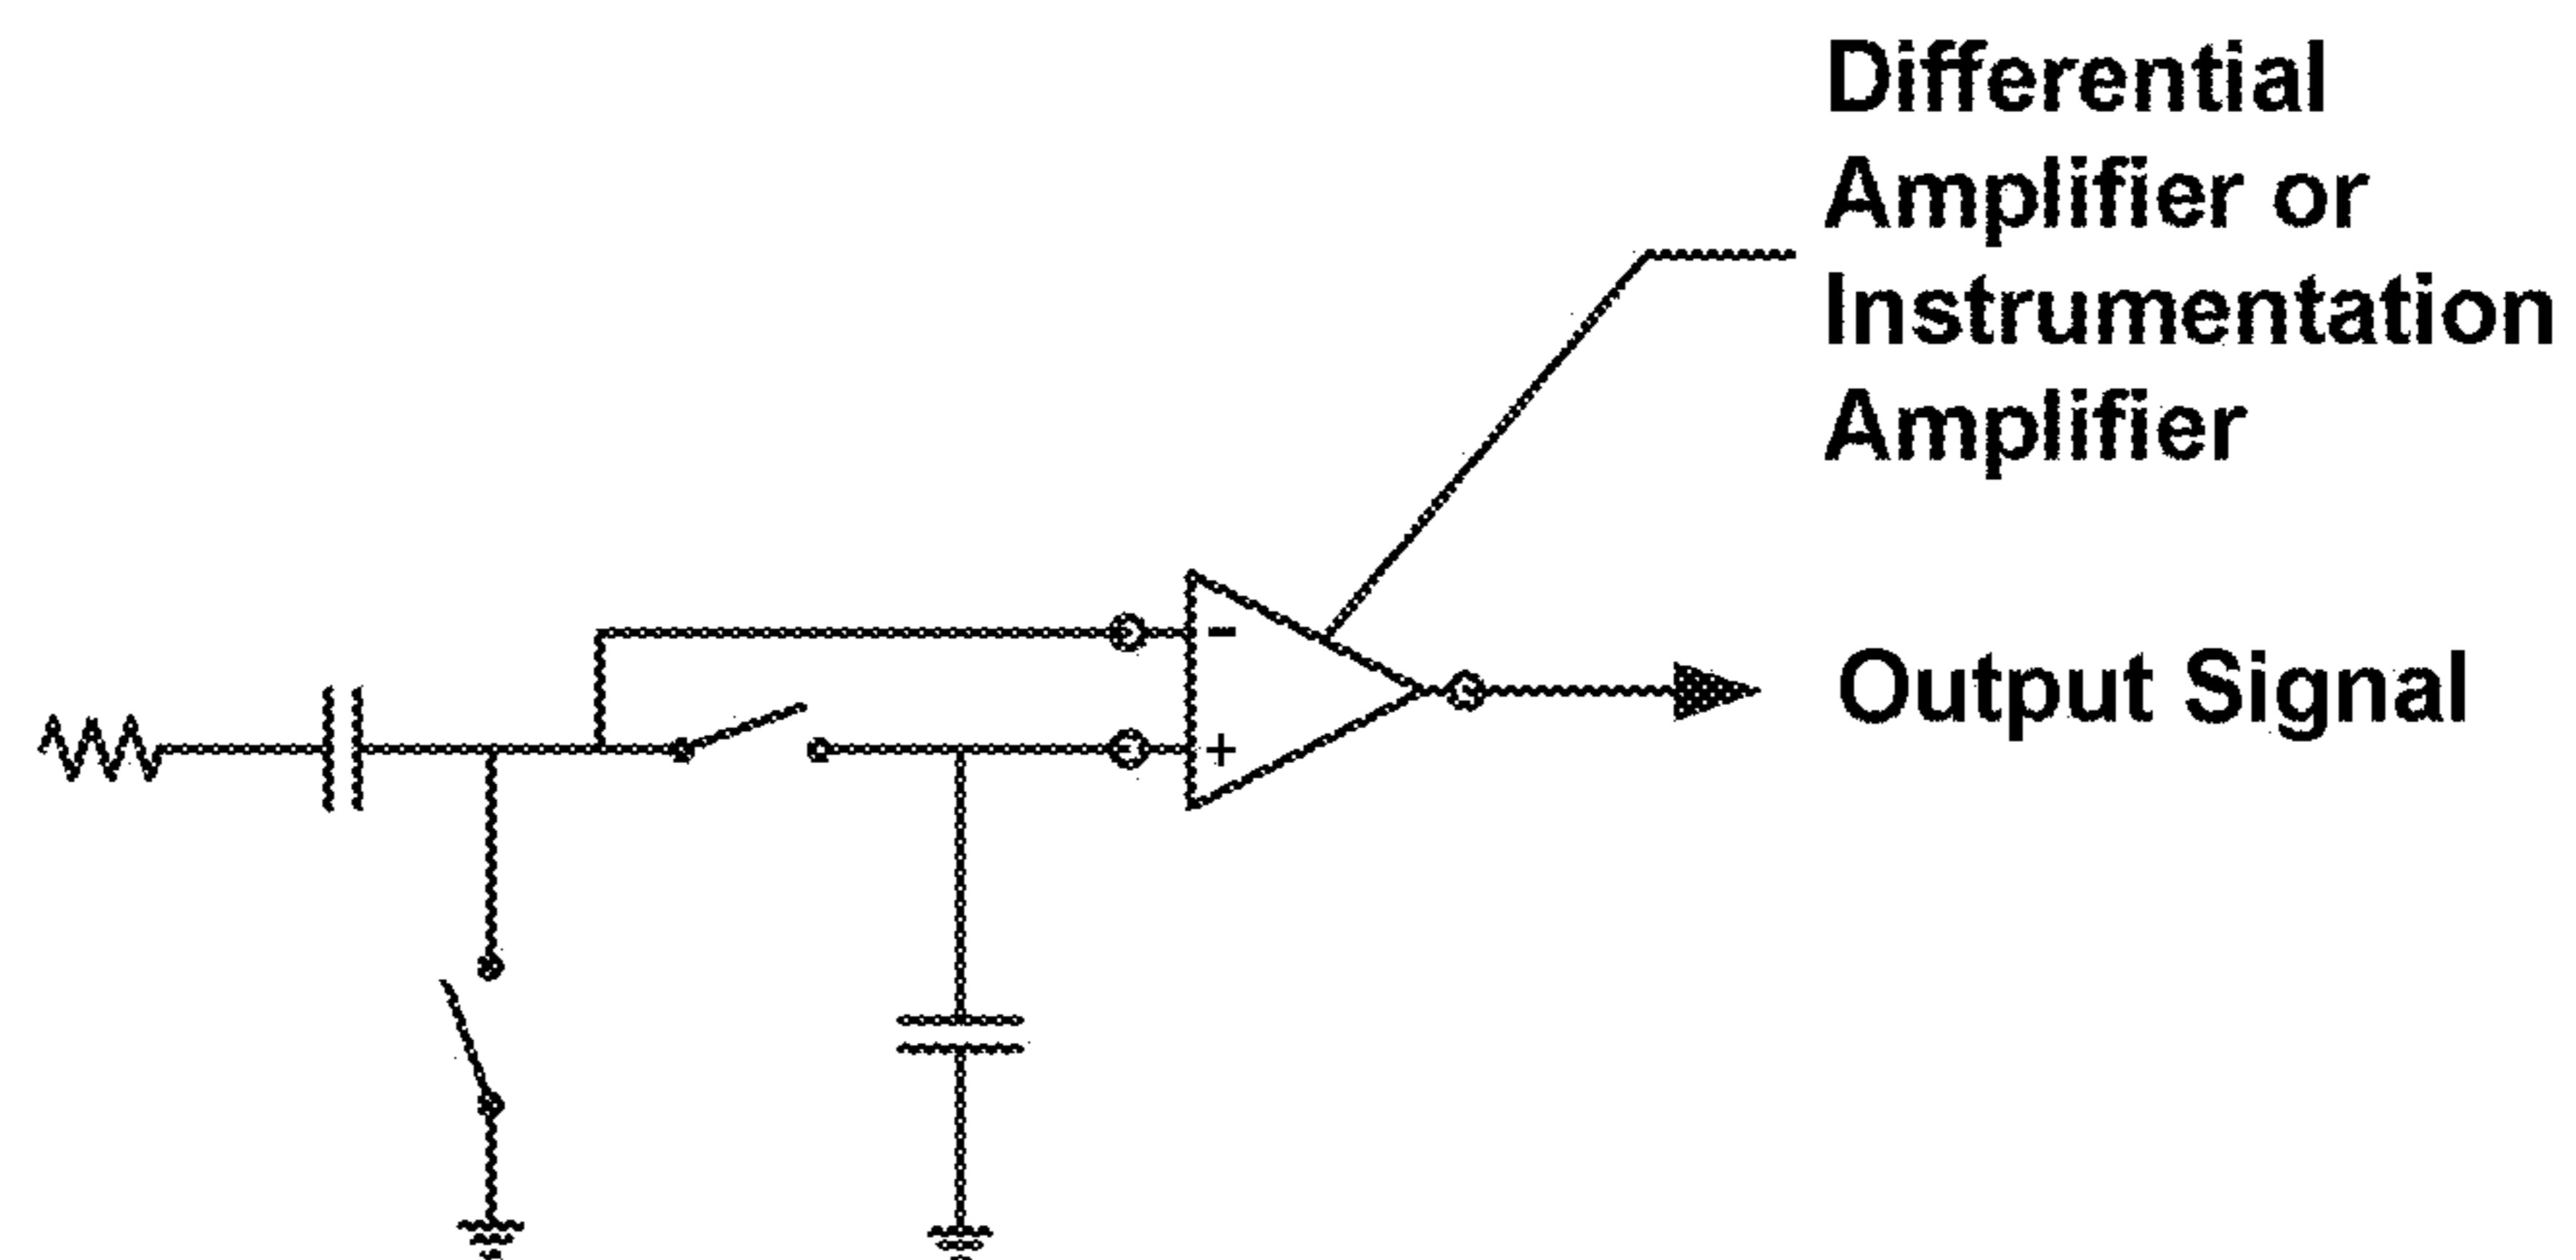 Differential
Amplifier or
Instrumentation
Amplifier
-
+
Output Signal